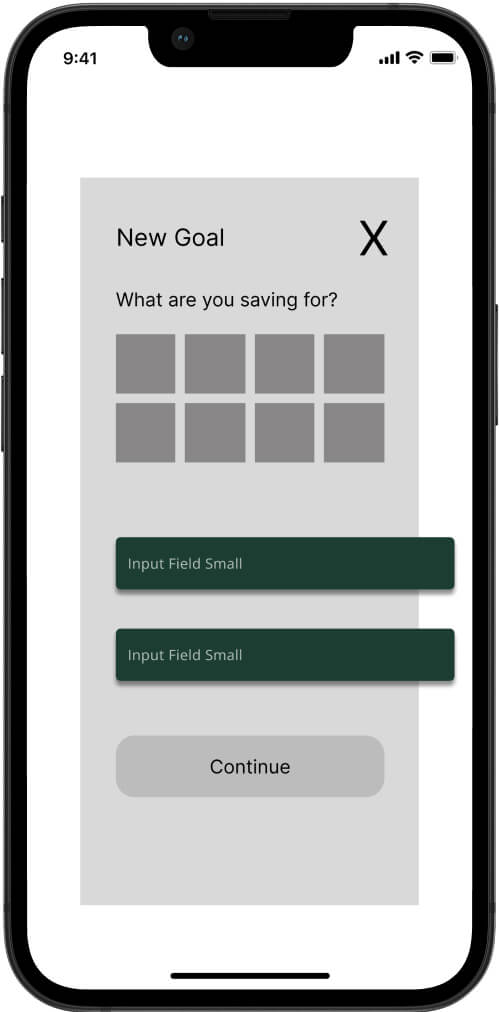 9:41
New Goal
X
What are you saving for?
Input Field Small
Input Field Small
Continue